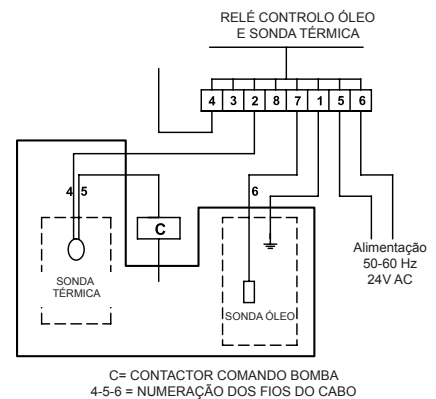 RELÉ CONTROLO ÓLEO
E SONDA TÉRMICA
4 3 2 8 7 1 5 6
4 5
6
C
SONDA
TÉRMICA
SONDA ÓLEO
Alimentação
50-60 Hz
24V AC
C= CONTACTOR COMANDO BOMBA
4-5-6 = NUMERAÇÃO DOS FIOS DO CABO